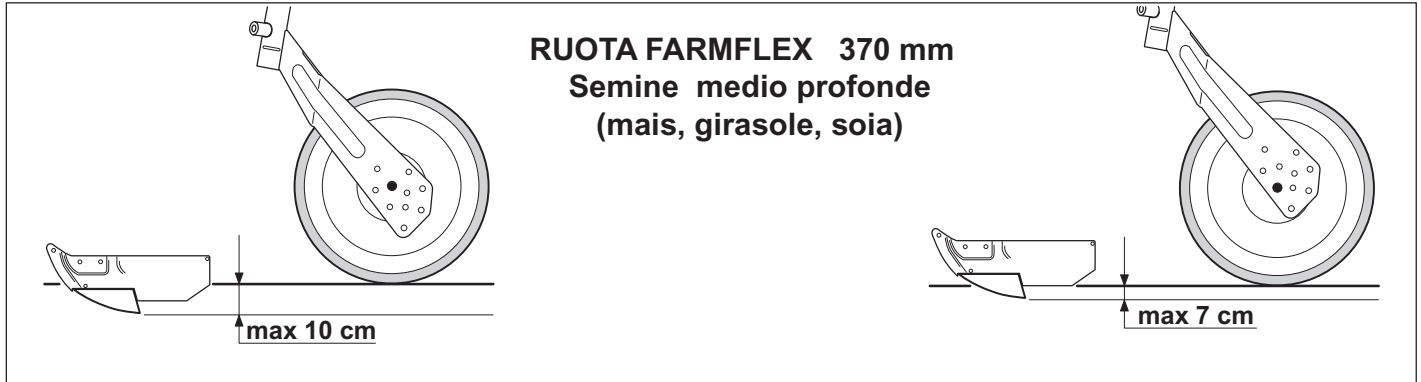 RUOTA FARMFLEX 370 mm
Semine medio profonde
(mais, girasole, soia)
max 10 cm
max 7 cm